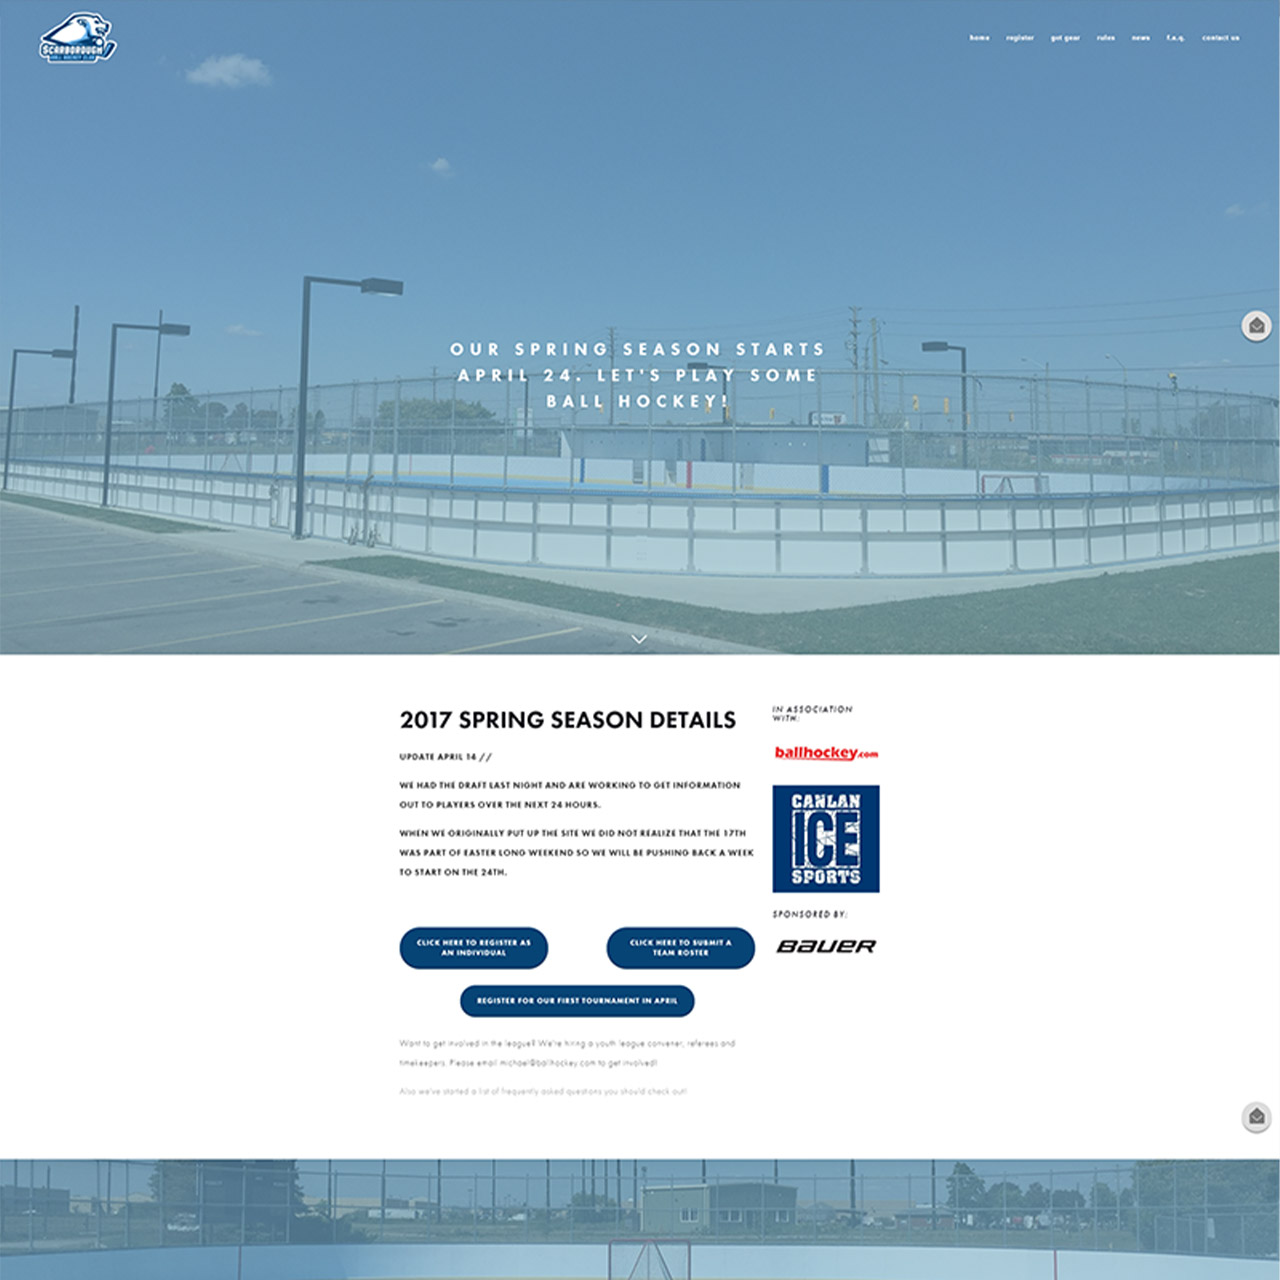 SCARBOROUGH
BALL HOCKEY CLUB
home register get gear rules news f.a.q. contact us
OUR SPRING SEASON STARTS
APRIL 24. LET'S PLAY SOME
BALL HOCKEY!
2017 SPRING SEASON DETAILS
UPDATE APRIL 14 //
WE HAD THE DRAFT LAST NIGHT AND ARE WORKING TO GET INFORMATION
OUT TO PLAYERS OVER THE NEXT 24 HOURS.
WHEN WE ORIGINALLY PUT UP THE SITE WE DID NOT REALIZE THAT THE 17TH
WAS PART OF EASTER LONG WEEKEND SO WE WILL BE PUSHING BACK A WEEK
TO START ON THE 24TH.
CLICK HERE TO REGISTER AS
AN INDIVIDUAL
CLICK HERE TO SUBMIT A
TEAM ROSTER
REGISTER FOR OUR FIRST TOURNAMENT IN APRIL
Want to get involved in the league? We're hiring a youth league convener, referees and
timekeepers. Please email michael@ballhockey.com to get involved!
Also we've started a list of frequently asked questions you should check out!
IN ASSOCIATION
WITH:
ballhockey.com
CANLAN
ICE
SPORTS
SPONSORED BY:
BAUER